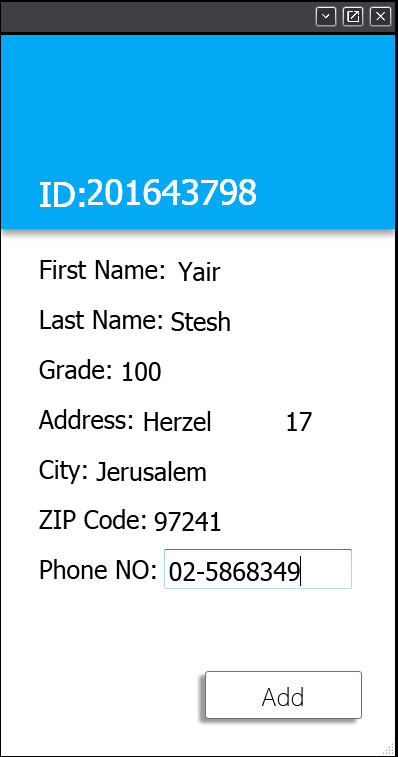 ID:201643798
First Name: Yair
Last Name: Stesh
Grade: 100
Address: Herzel 17
City: Jerusalem
ZIP Code: 97241
Phone NO: 02-5868349
Add